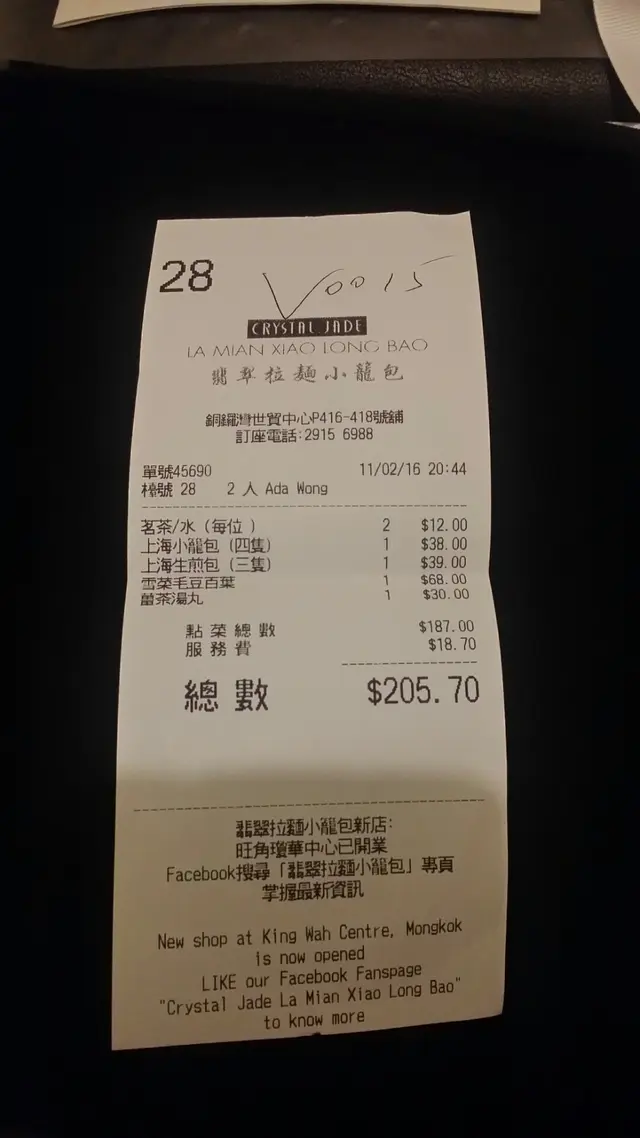 28
V0015
CRYSTAL JADE
LA MIAN XIAO LONG BAO
翡翠拉麵小籠包
銅鑼灣世貿中心P416-418號舖
訂座電話:2915 6988
單號45690 11/02/16 20:44
檯號 28 2 人 Ada Wong
茗茶/水（每位） 2 $12.00
上海小籠包（四隻） 1 $38.00
上海生煎包（三隻） 1 $39.00
雪菜毛豆百葉 1 $68.00
薑茶湯丸 1 $30.00
點菜總數 $187.00
服務費 $18.70
總數 $205.70
翡翠拉麵小籠包新店:
旺角瓊華中心已開業
Facebook搜尋「翡翠拉麵小籠包」專頁
掌握最新資訊
New shop at King Wah Centre, Mongkok
is now opened
LIKE our Facebook Fanspage
"Crystal Jade La Mian Xiao Long Bao"
to know more